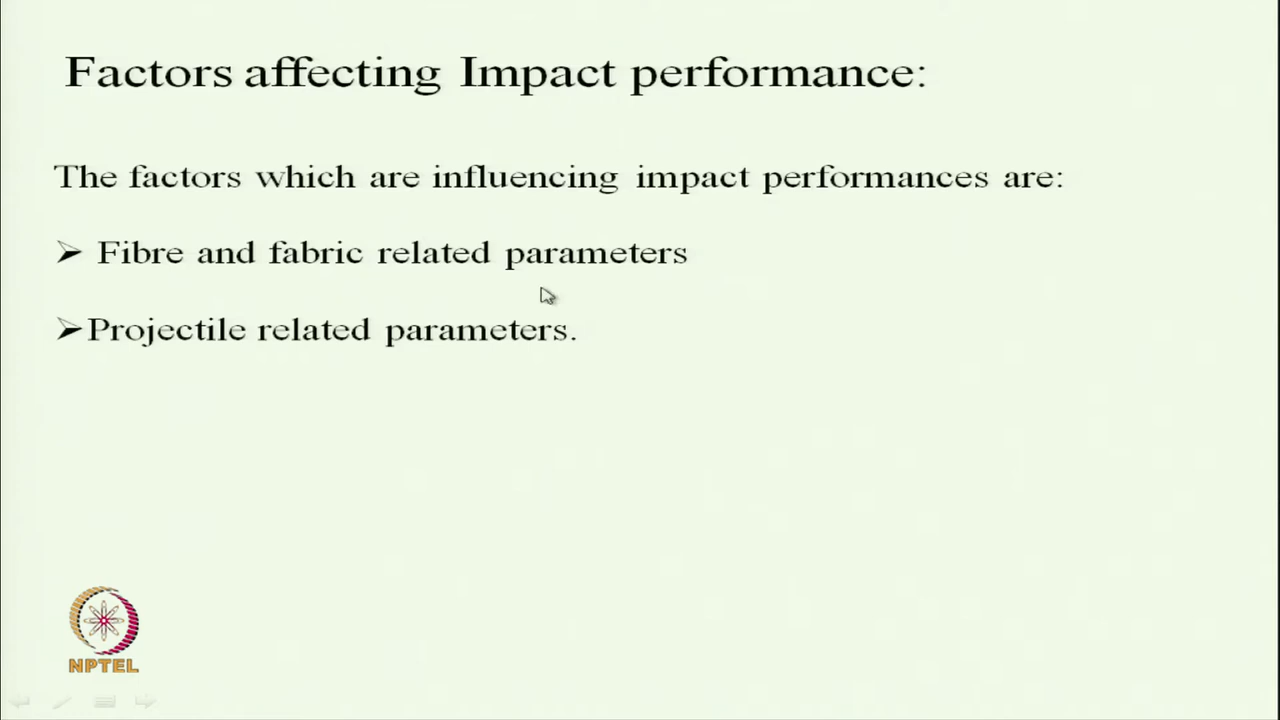 Factors affecting Impact performance:
The factors which are influencing impact performances are:
➢ Fibre and fabric related parameters
➢Projectile related parameters.
NPTEL